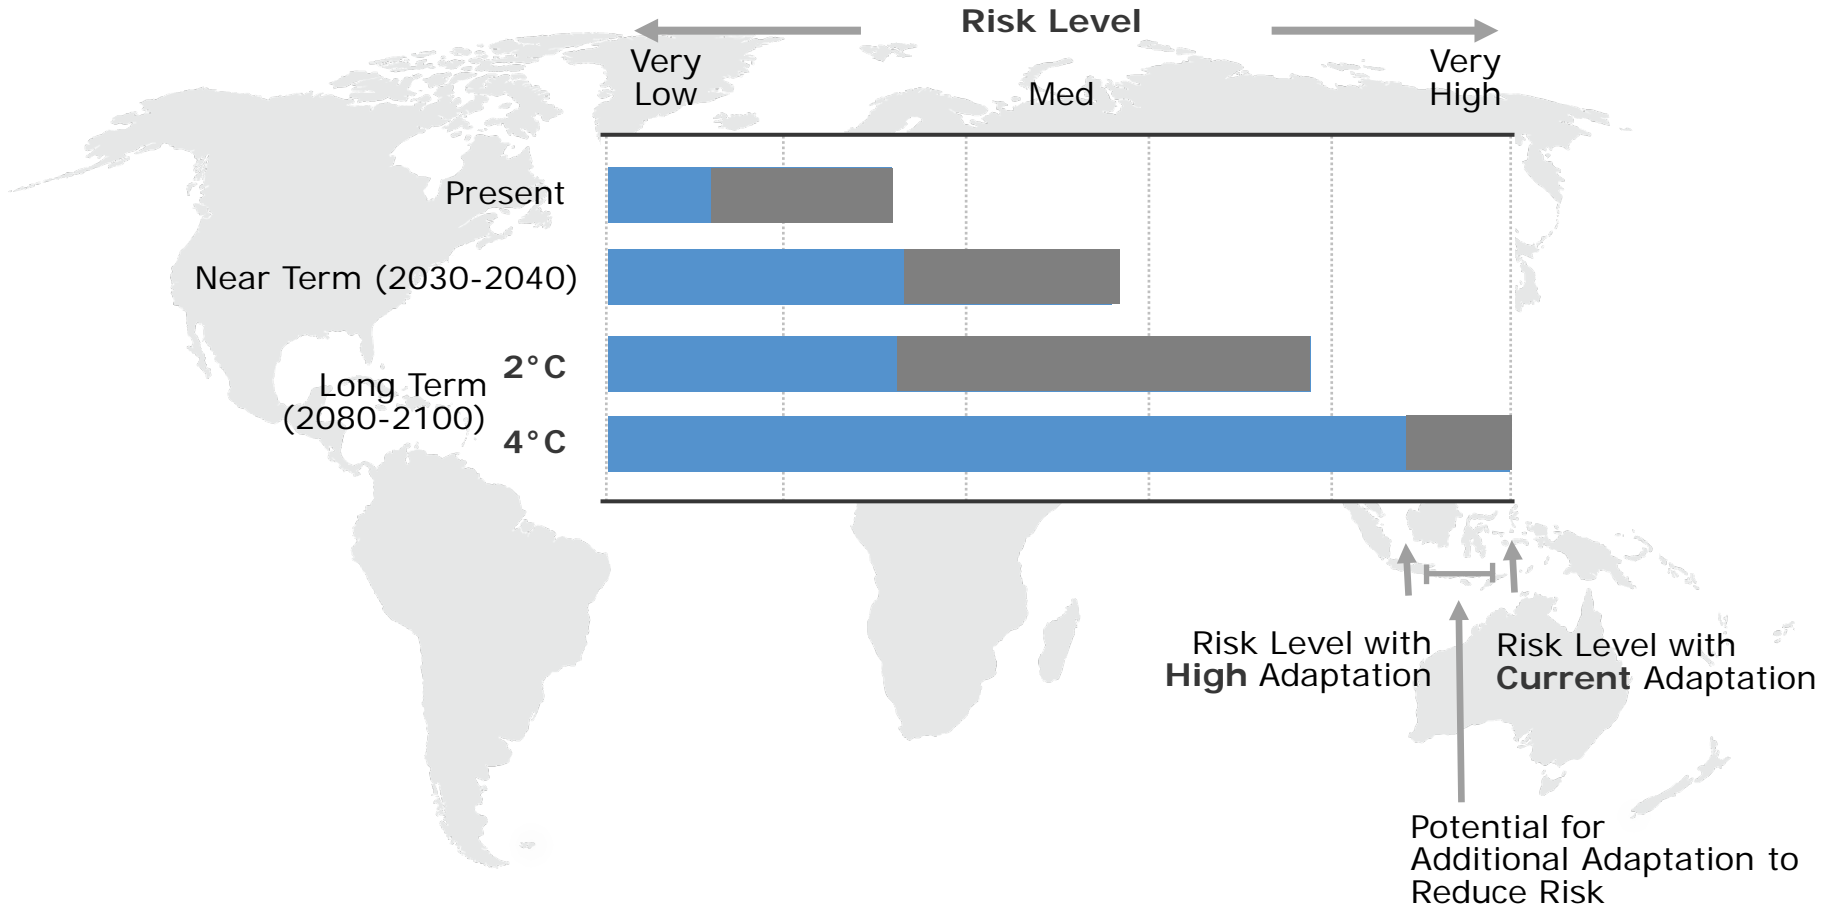 Risk Level
Very
Low
Med
Very
High
Present
Near Term (2030-2040)
Long Term
(2080-2100)
2°C
4°C
Risk Level with
High Adaptation
Risk Level with
Current Adaptation
Potential for
Additional Adaptation to
Reduce Risk